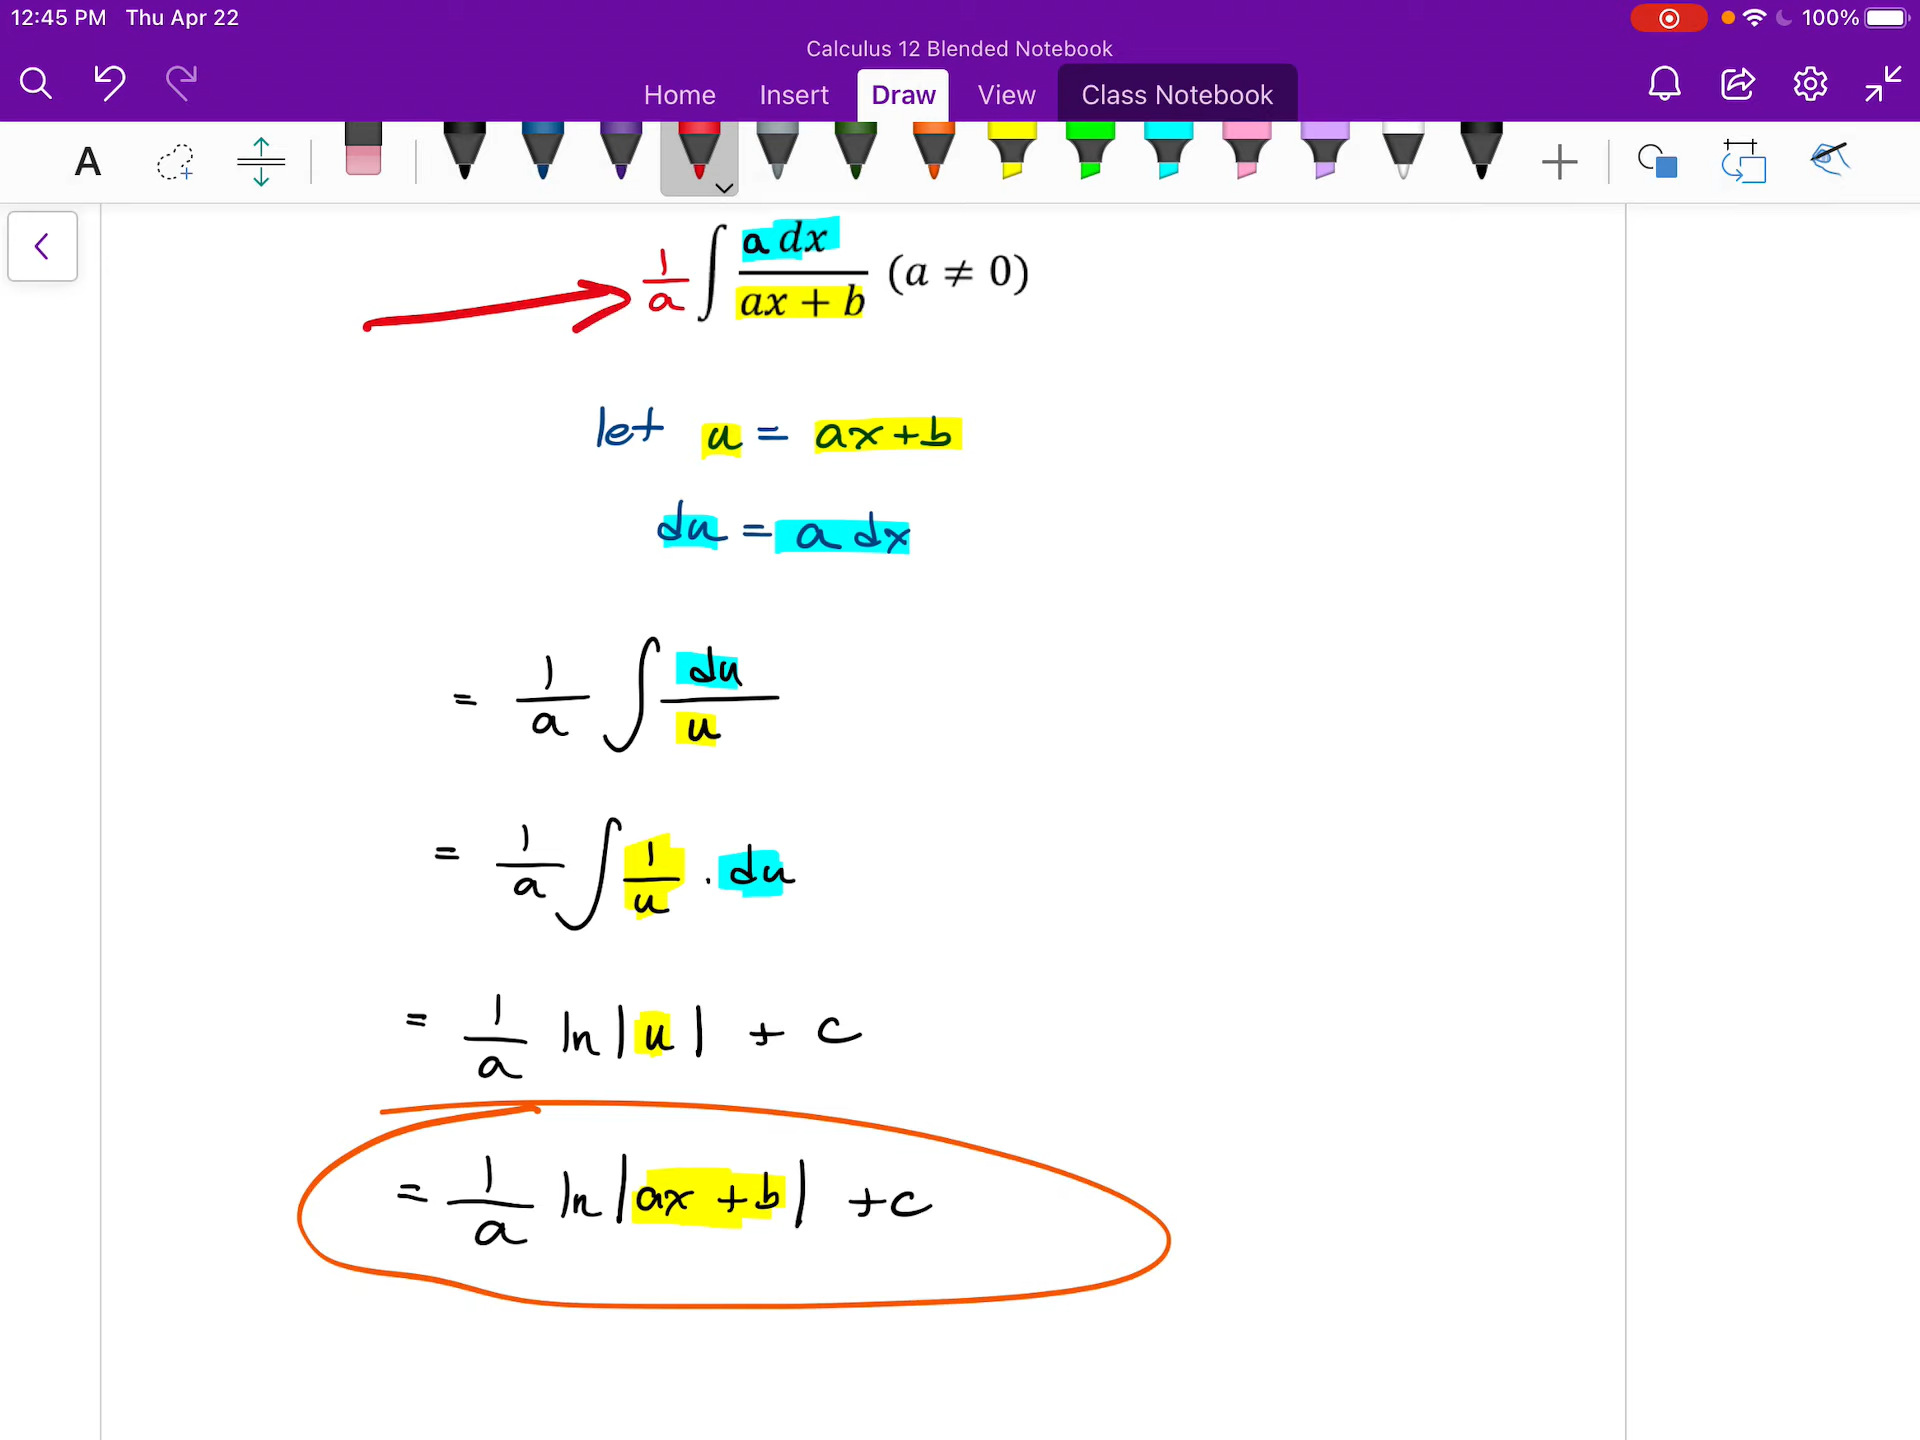 12:45 PM Thu Apr 22
100%
Calculus 12 Blended Notebook
Home Insert Draw View Class Notebook
A
1/a ∫ a dx/(ax + b) (a ≠ 0)
let u = ax+b
du = a dx
= 1/a ∫ du/u
= 1/a ∫ 1/u · du
= 1/a ln|u| + c
= 1/a ln|ax +b| +c